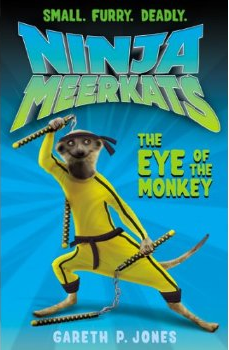 SMALL. FURRY. DEADLY.
NINJA
MEERKATS
THE
EYE OF
THE
MONKEY
GARETH P. JONES